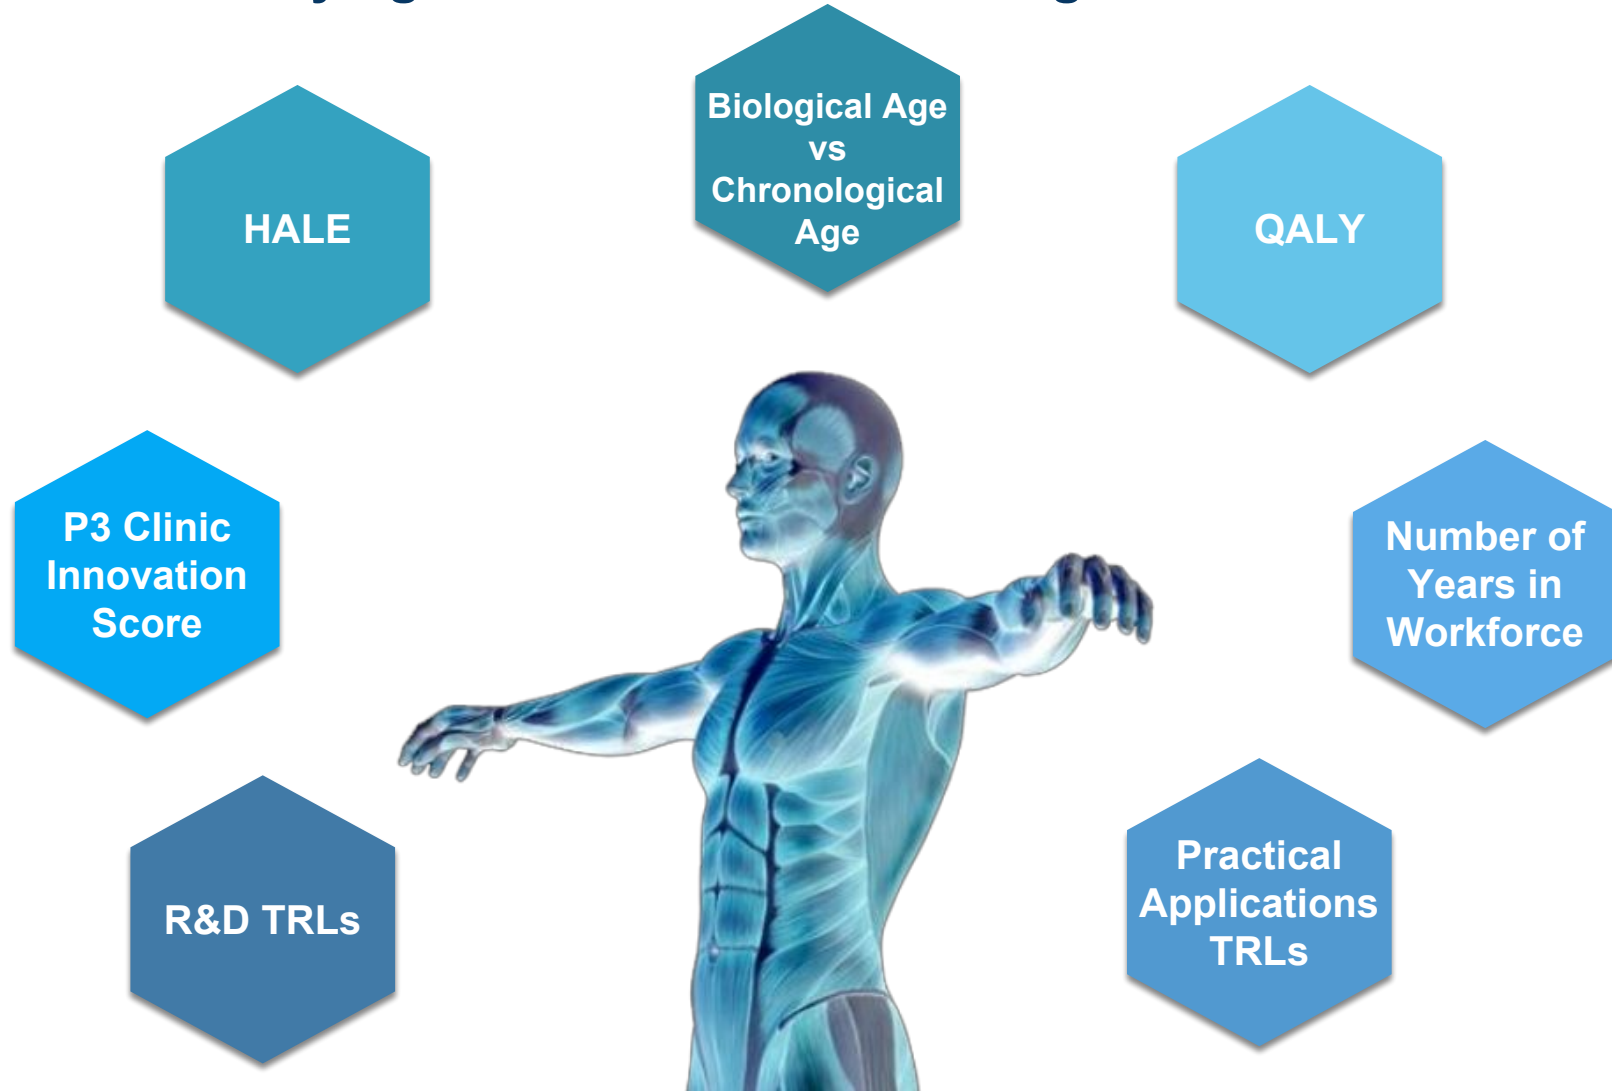 Biological Age
vs
Chronological
Age
HALE
QALY
P3 Clinic
Innovation
Score
Number of
Years in
Workforce
R&D TRLs
Practical
Applications
TRLs